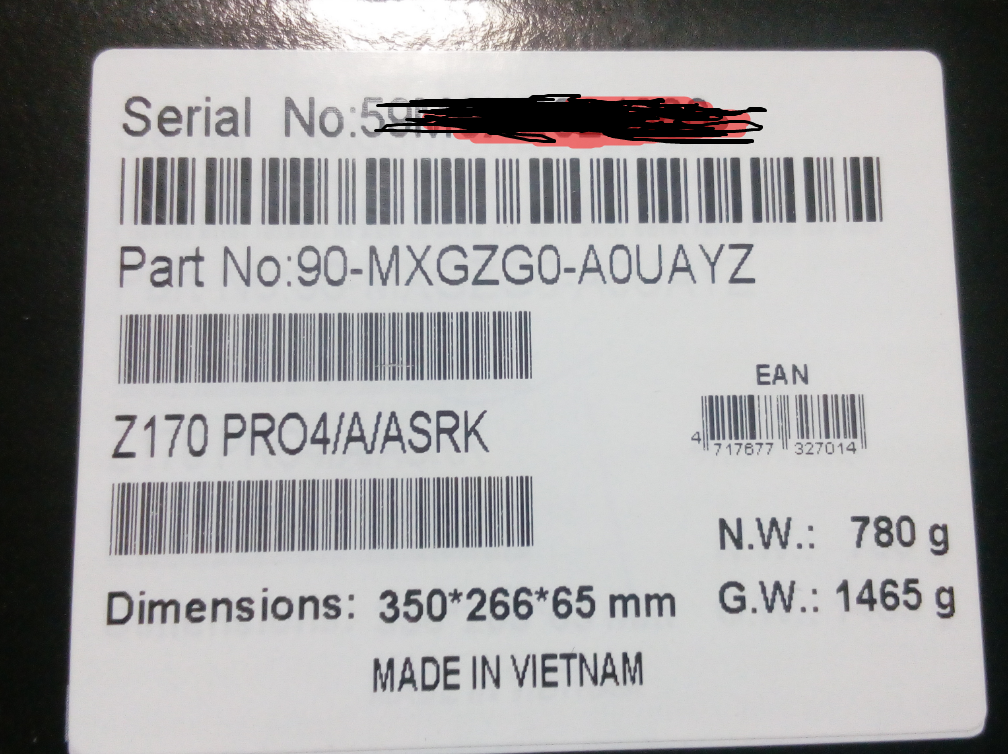 Serial No:59
Part No:90-MXGZG0-A0UAYZ
EAN
Z170 PRO4/A/ASRK
4 717677 327014
N.W.: 780 g
Dimensions: 350*266*65 mm
G.W.: 1465 g
MADE IN VIETNAM